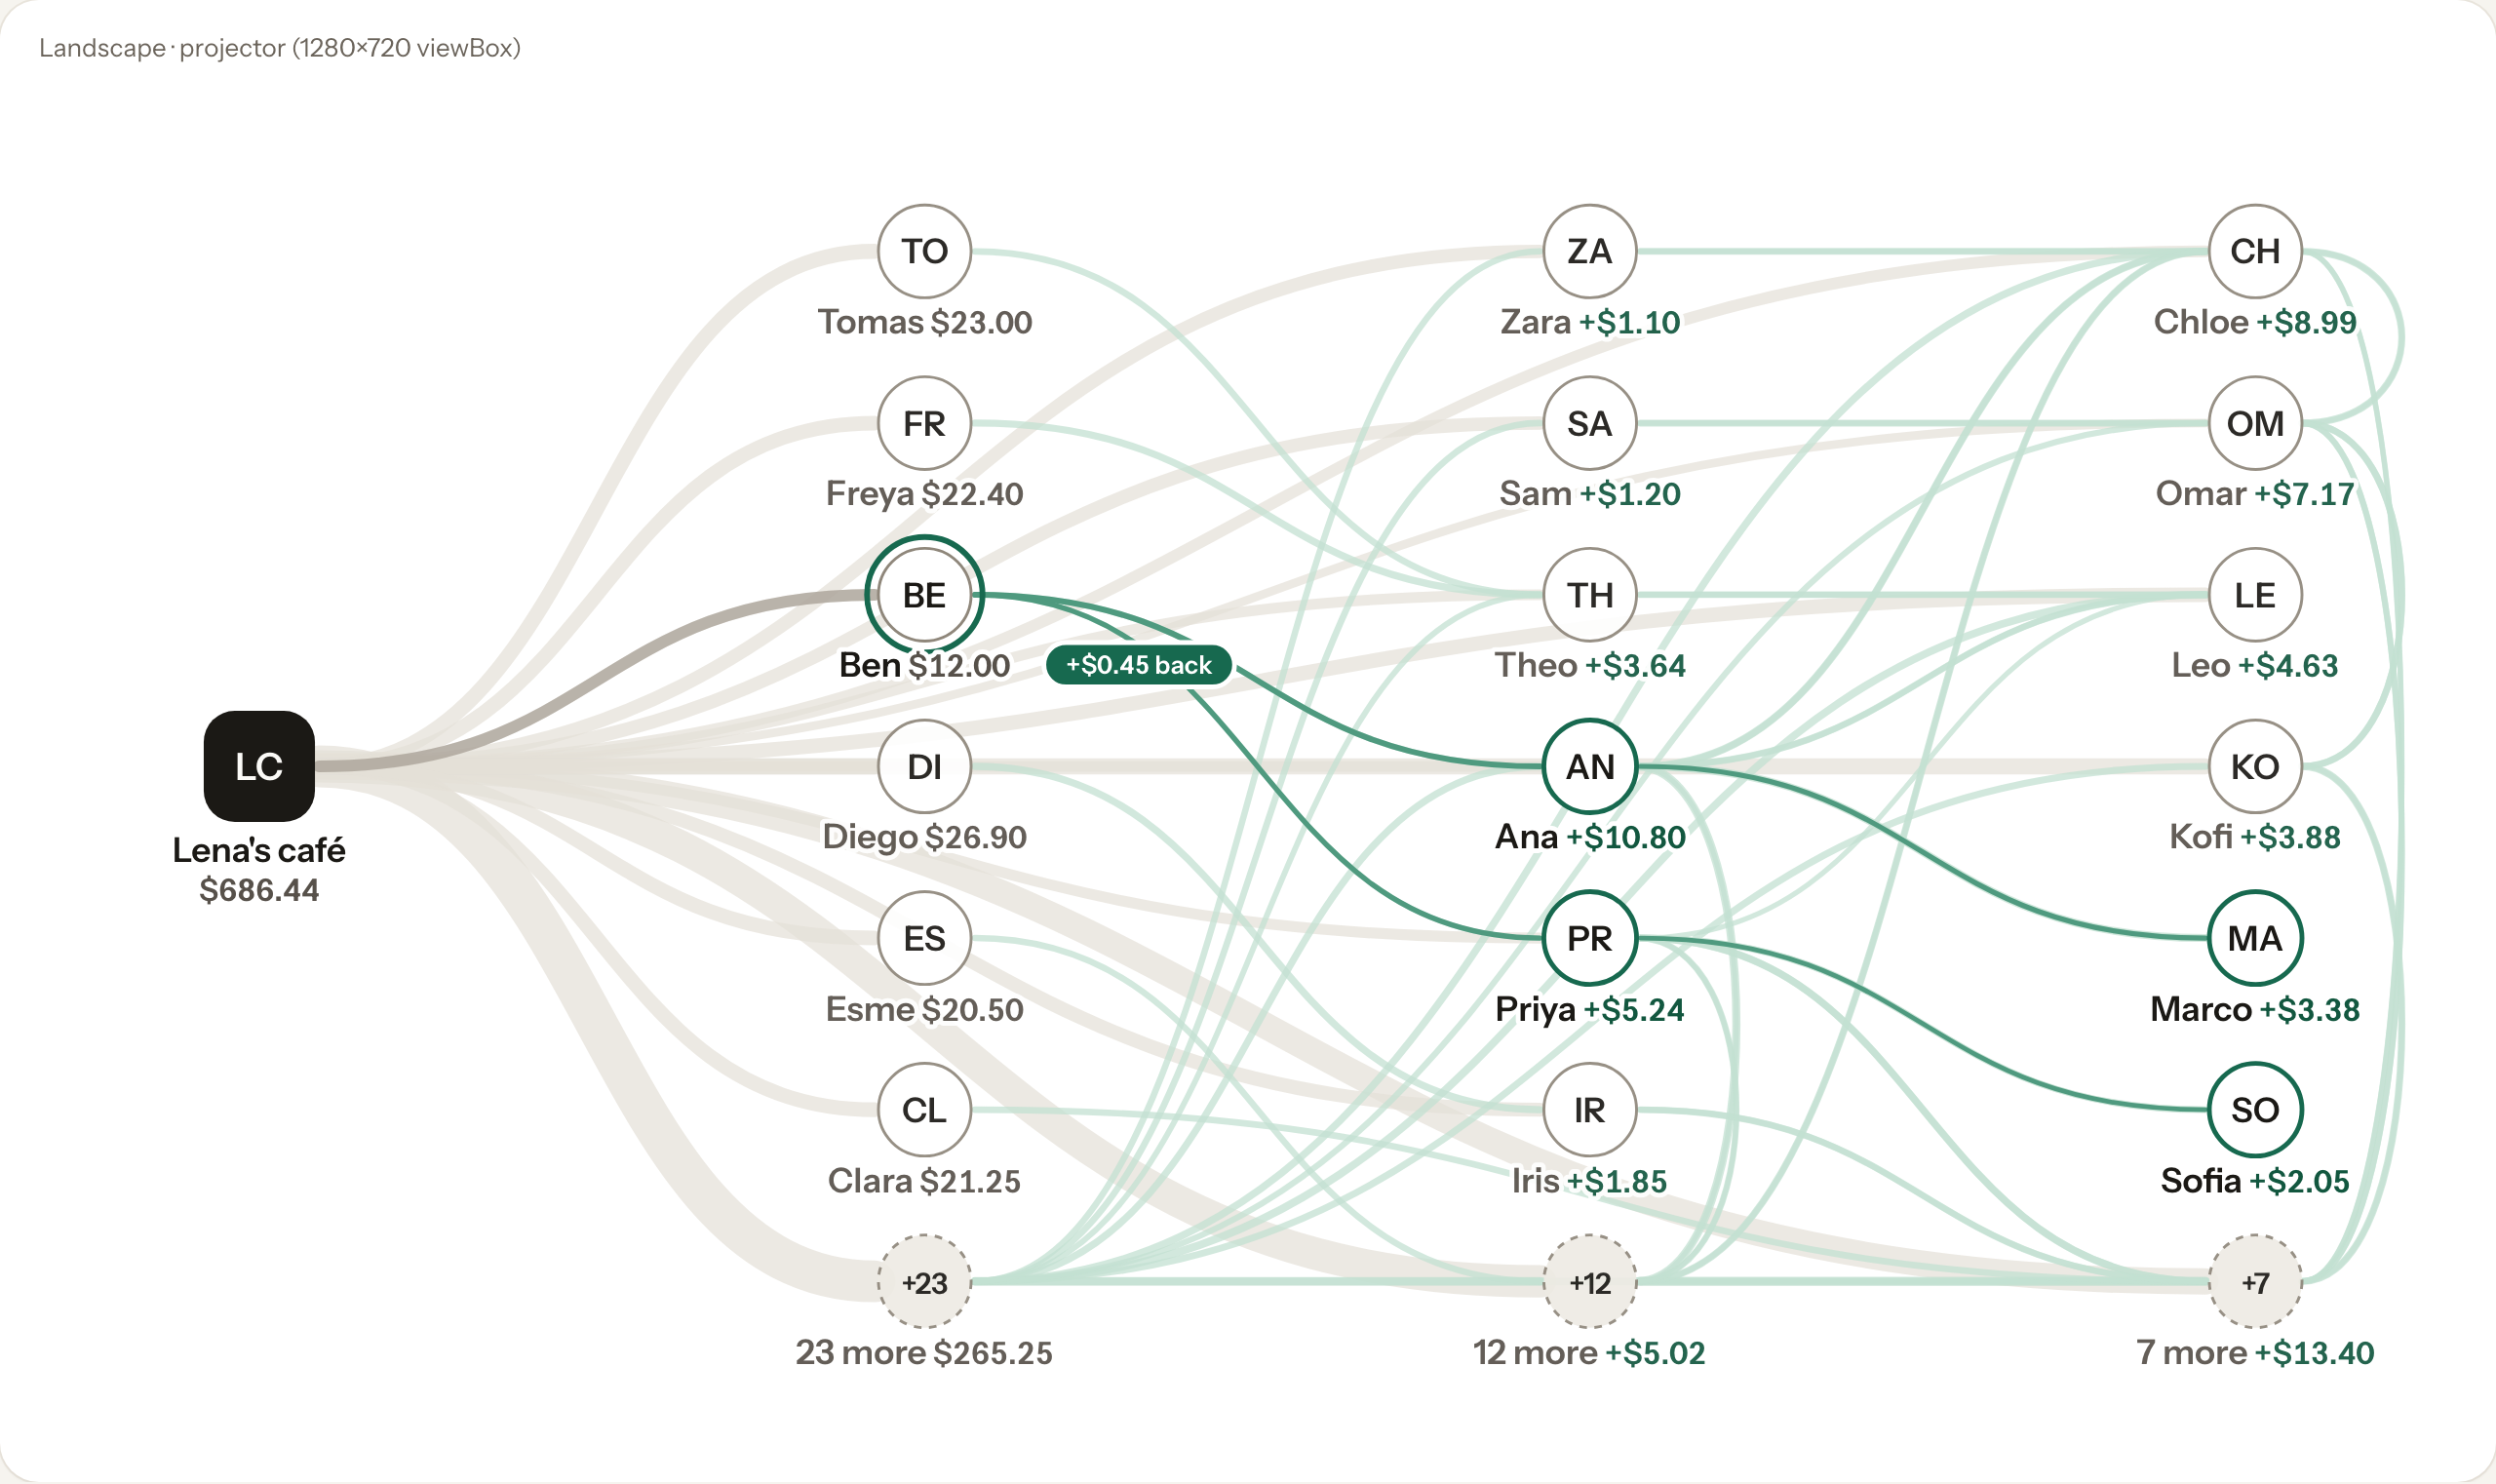 Landscape · projector (1280×720 viewBox)
LC
Lena's café
$686.44
TO
Tomas $23.00
FR
Freya $22.40
BE
Ben $12.00
+$0.45 back
DI
Diego $26.90
ES
Esme $20.50
CL
Clara $21.25
+23
23 more $265.25
ZA
Zara +$1.10
SA
Sam +$1.20
TH
Theo +$3.64
AN
Ana +$10.80
PR
Priya +$5.24
IR
Iris +$1.85
+12
12 more +$5.02
CH
Chloe +$8.99
OM
Omar +$7.17
LE
Leo +$4.63
KO
Kofi +$3.88
MA
Marco +$3.38
SO
Sofia +$2.05
+7
7 more +$13.40